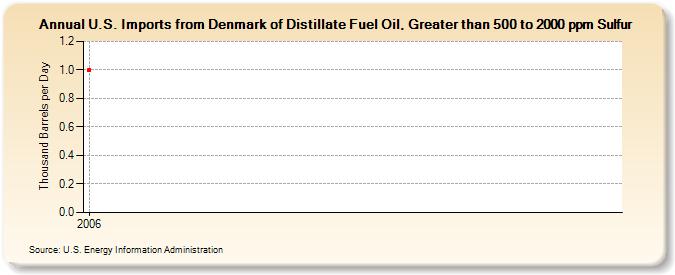 Annual U.S. Imports from Denmark of Distillate Fuel Oil, Greater than 500 to 2000 ppm Sulfur
Thousand Barrels per Day
1.2
1.0
0.8
0.6
0.4
0.2
0.0
2006
Source: U.S. Energy Information Administration